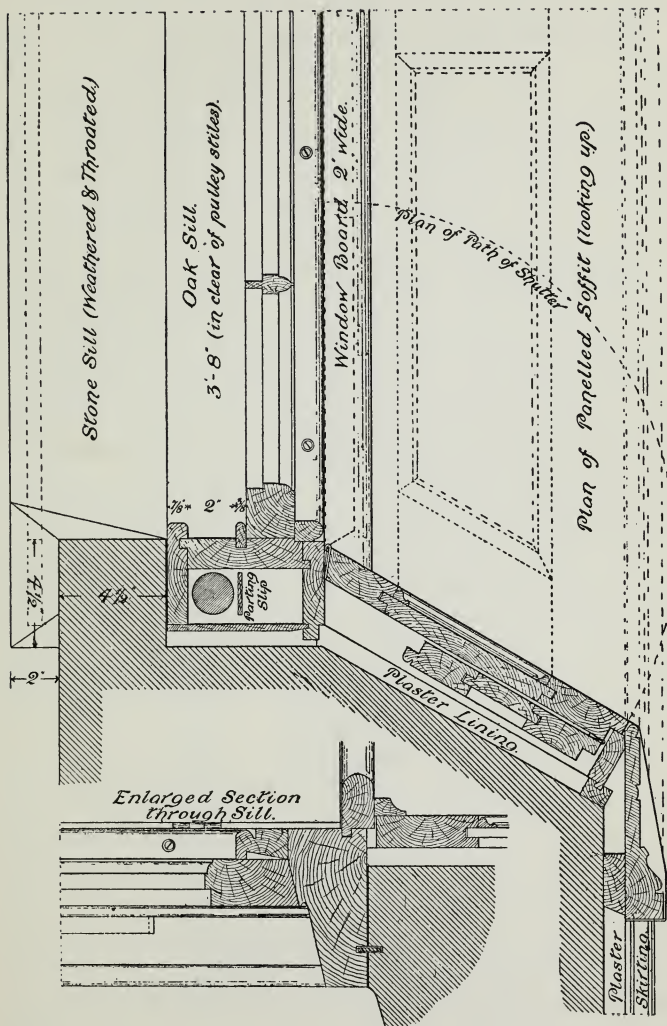 Stone Sill (Weathered & Throated.)
Oak Sill.
3'-8" (in clear of pulley stiles).
Window Board 2" wide.
Plan of Path of Shutter
Plan of Panelled Soffit (looking up)
⅞" 2" ⅜"
4½
4½"
2"
Parting
Slip
Plaster Lining
Enlarged Section
through Sill.
Plaster
Skirting